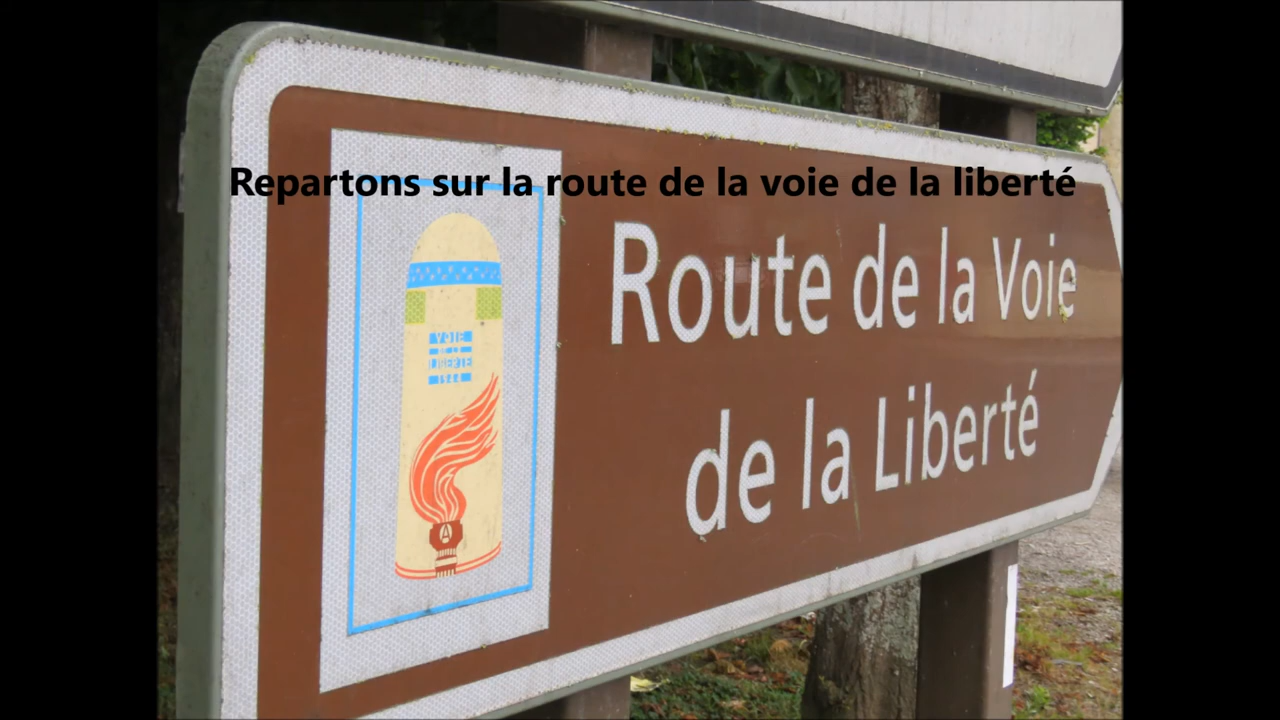 Repartons sur la route de la voie de la liberté
Route de la Voie
de la Liberté
VOIE
DE LA
LIBERTÉ
1944
A